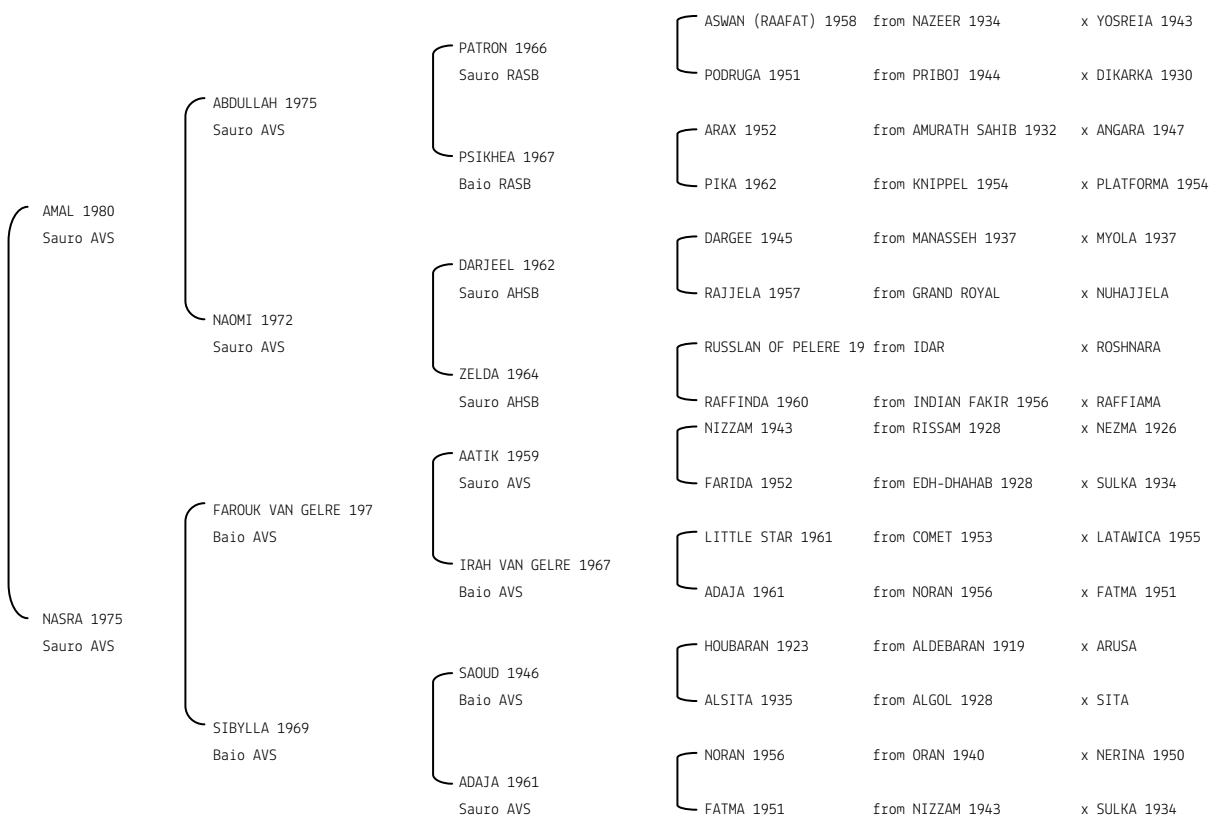 ASWAN (RAAFAT) 1958 from NAZEER 1934 x YOSREIA 1943
PATRON 1966
Sauro RASB
PODRUGA 1951 from PRIBOJ 1944 x DIKARKA 1930
ABDULLAH 1975
Sauro AVS
ARAX 1952 from AMURATH SAHIB 1932 x ANGARA 1947
PSIKHEA 1967
Baio RASB
PIKA 1962 from KNIPPEL 1954 x PLATFORMA 1954
AMAL 1980
Sauro AVS
DARGEE 1945 from MANASSEH 1937 x MYOLA 1937
DARJEEL 1962
Sauro AHSB
RAJJELA 1957 from GRAND ROYAL x NUHAJJELA
NAOMI 1972
Sauro AVS
RUSSLAN OF PELERE 19 from IDAR x ROSHNARA
ZELDA 1964
Sauro AHSB
RAFFINDA 1960 from INDIAN FAKIR 1956 x RAFFIAMA
NIZZAM 1943 from RISSAM 1928 x NEZMA 1926
AATIK 1959
Sauro AVS
FARIDA 1952 from EDH-DHAHAB 1928 x SULKA 1934
FAROUK VAN GELRE 197
Baio AVS
LITTLE STAR 1961 from COMET 1953 x LATAWICA 1955
IRAH VAN GELRE 1967
Baio AVS
ADAJA 1961 from NORAN 1956 x FATMA 1951
NASRA 1975
Sauro AVS
HOUBARAN 1923 from ALDEBARAN 1919 x ARUSA
SAOUD 1946
Baio AVS
ALSITA 1935 from ALGOL 1928 x SITA
SIBYLLA 1969
Baio AVS
NORAN 1956 from ORAN 1940 x NERINA 1950
ADAJA 1961
Sauro AVS
FATMA 1951 from NIZZAM 1943 x SULKA 1934